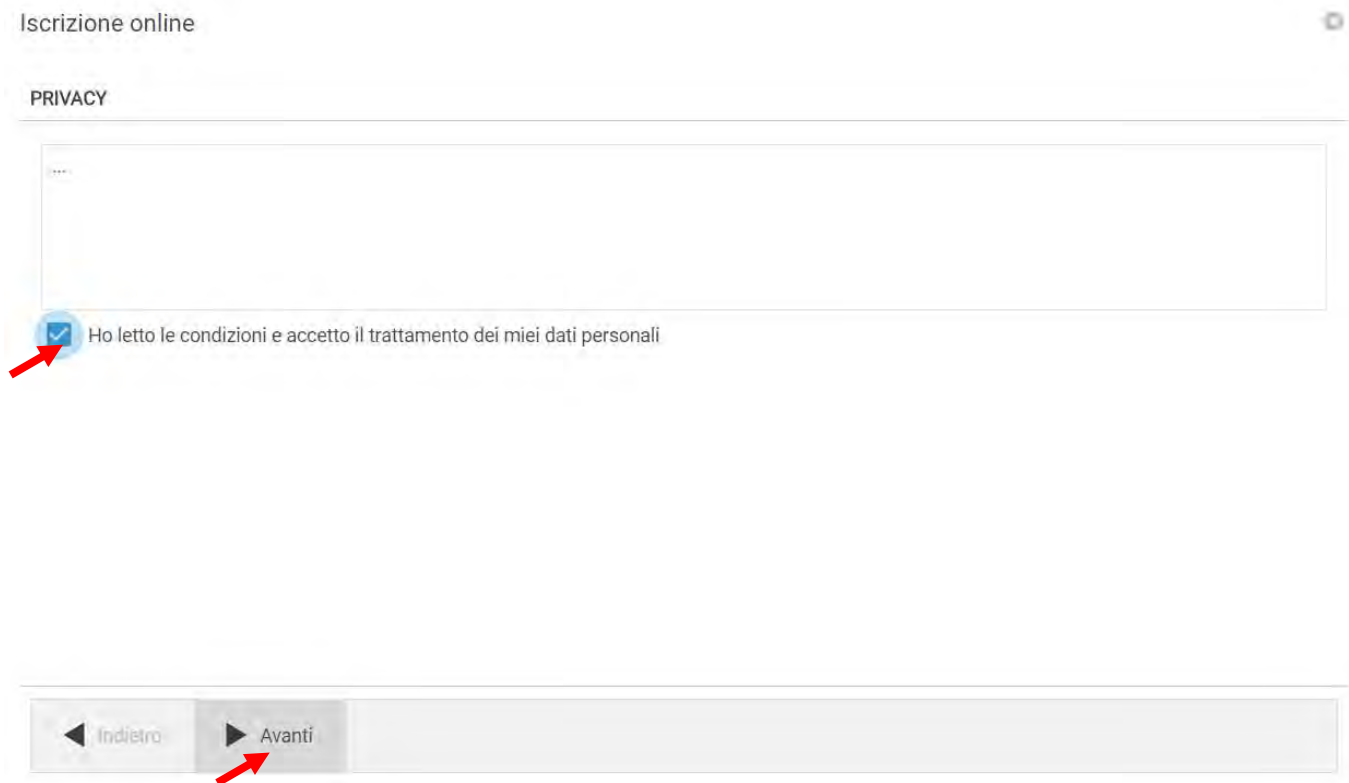 Iscrizione online
PRIVACY
...
Ho letto le condizioni e accetto il trattamento dei miei dati personali
Indietro Avanti